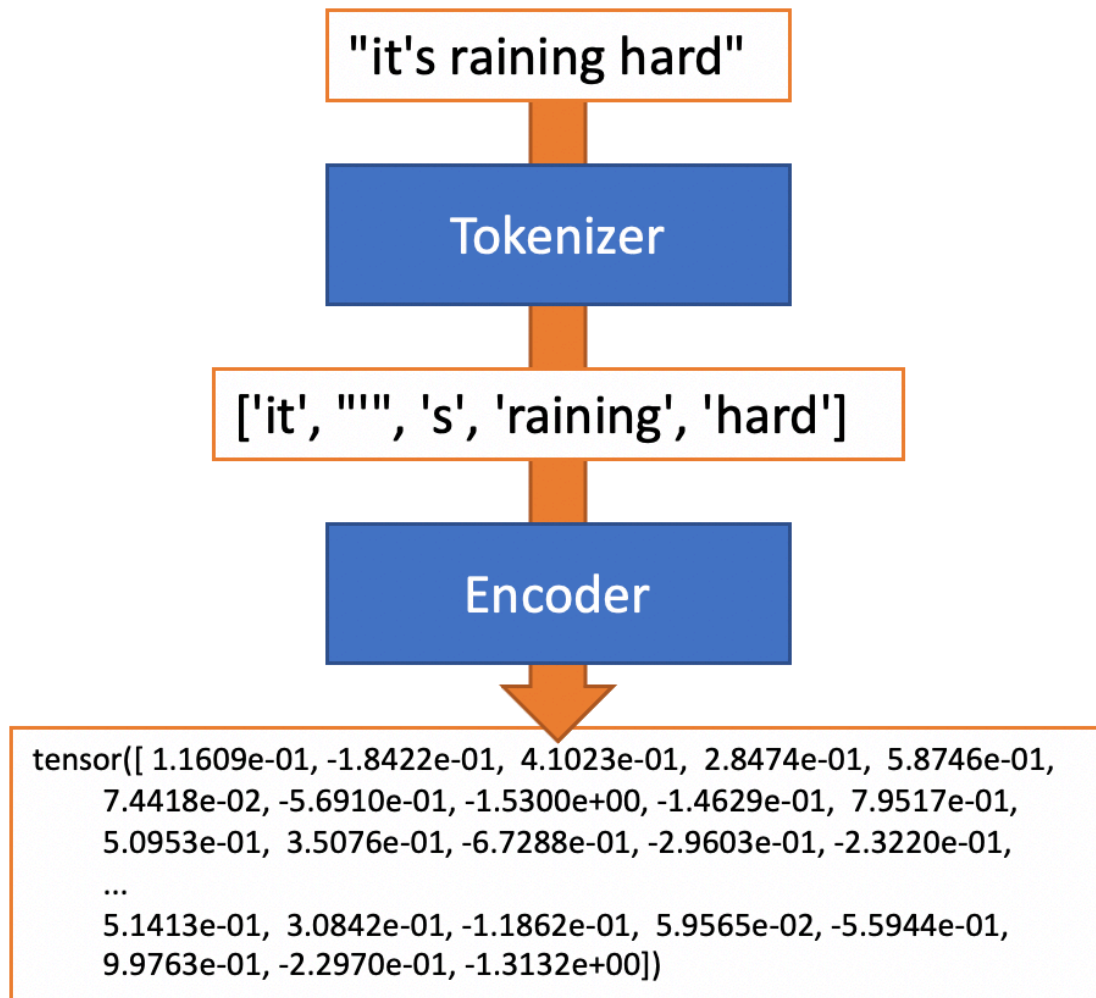 "it's raining hard"
Tokenizer
['it', "'", 's', 'raining', 'hard']
Encoder
tensor([ 1.1609e-01, -1.8422e-01, 4.1023e-01, 2.8474e-01, 5.8746e-01,
7.4418e-02, -5.6910e-01, -1.5300e+00, -1.4629e-01, 7.9517e-01,
5.0953e-01, 3.5076e-01, -6.7288e-01, -2.9603e-01, -2.3220e-01,
...
5.1413e-01, 3.0842e-01, -1.1862e-01, 5.9565e-02, -5.5944e-01,
9.9763e-01, -2.2970e-01, -1.3132e+00])